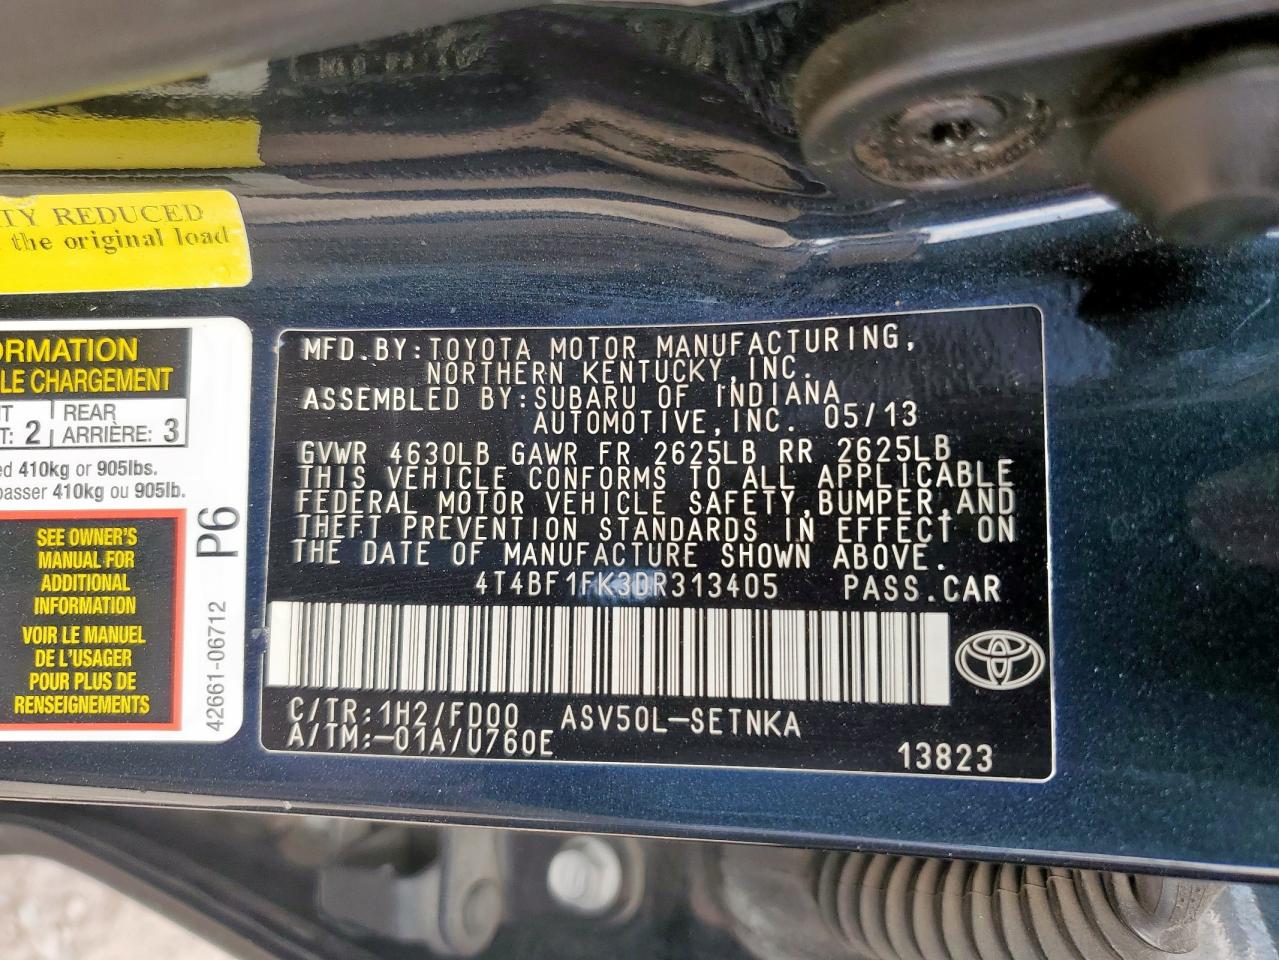 TY REDUCED
the original load
ORMATION
LE CHARGEMENT
T: 2
REAR
ARRIÈRE: 3
ed 410kg or 905lbs.
passer 410kg ou 905lb.
SEE OWNER'S
MANUAL FOR
ADDITIONAL
INFORMATION
VOIR LE MANUEL
DE L'USAGER
POUR PLUS DE
RENSEIGNEMENTS
42661-06712 P6
MFD.BY:TOYOTA MOTOR MANUFACTURING,
NORTHERN KENTUCKY,INC.
ASSEMBLED BY:SUBARU OF INDIANA
AUTOMOTIVE,INC. 05/13
GVWR 4630LB GAWR FR 2625LB RR 2625LB
THIS VEHICLE CONFORMS TO ALL APPLICABLE
FEDERAL MOTOR VEHICLE SAFETY,BUMPER,AND
THEFT PREVENTION STANDARDS IN EFFECT ON
THE DATE OF MANUFACTURE SHOWN ABOVE.
4T4BF1FK3DR313405 PASS.CAR
C/TR:1H2/FD00 ASV50L-SETNKA
A/TM:-01A/U760E
13823